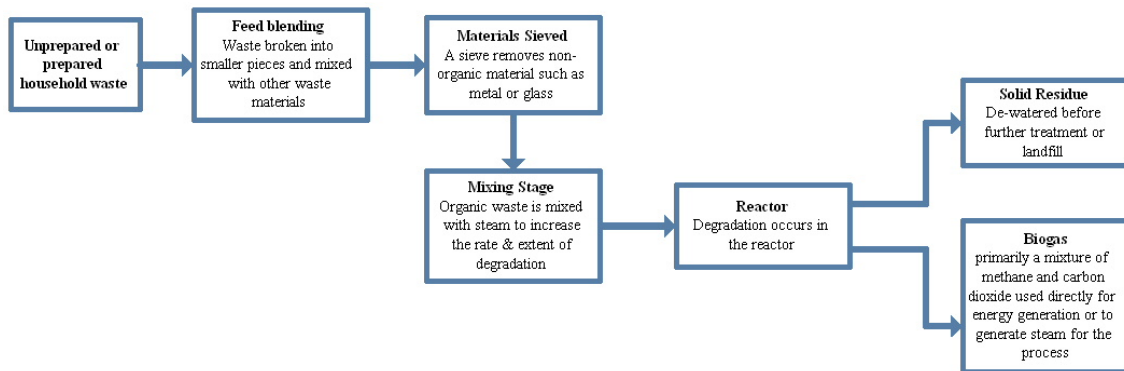 Unprepared or
prepared
household waste
Feed blending
Waste broken into
smaller pieces and mixed
with other waste
materials
Materials Sieved
A sieve removes non-
organic material such as
metal or glass
Mixing Stage
Organic waste is mixed
with steam to increase
the rate & extent of
degradation
Reactor
Degradation occurs in
the reactor
Solid Residue
De-watered before
further treatment or
landfill
Biogas
primarily a mixture of
methane and carbon
dioxide used directly for
energy generation or to
generate steam for the
process